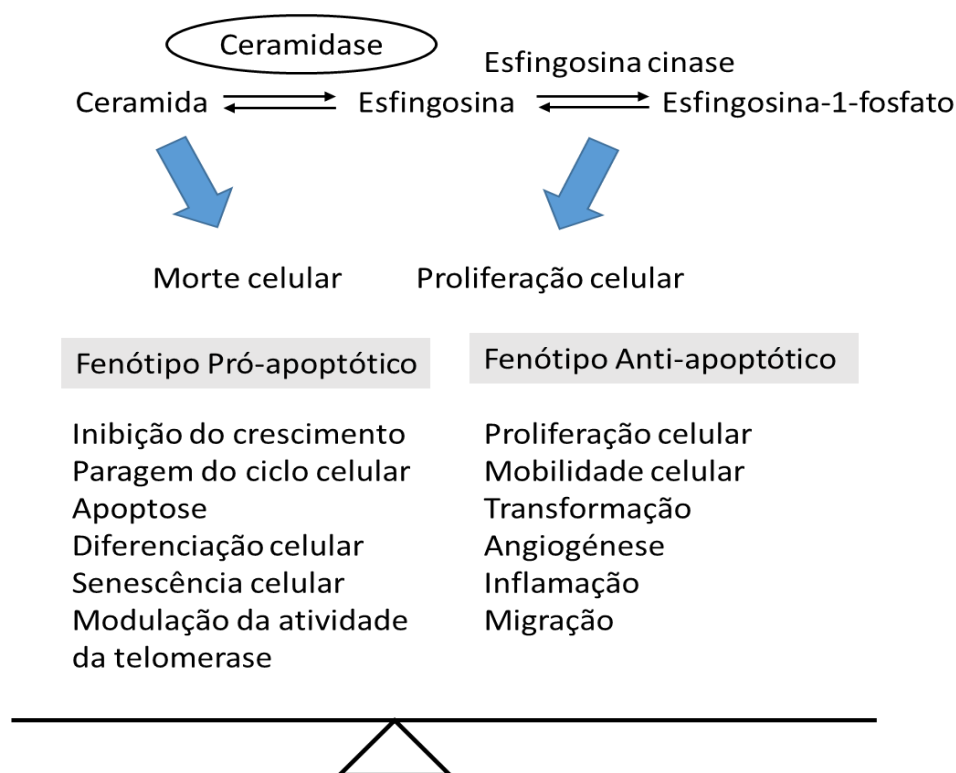 Ceramidase
Esfingosina cinase
Ceramida Esfingosina Esfingosina-1-fosfato
Morte celular Proliferação celular
Fenótipo Pró-apoptótico
Inibição do crescimento
Paragem do ciclo celular
Apoptose
Diferenciação celular
Senescência celular
Modulação da atividade
da telomerase
Fenótipo Anti-apoptótico
Proliferação celular
Mobilidade celular
Transformação
Angiogénese
Inflamação
Migração